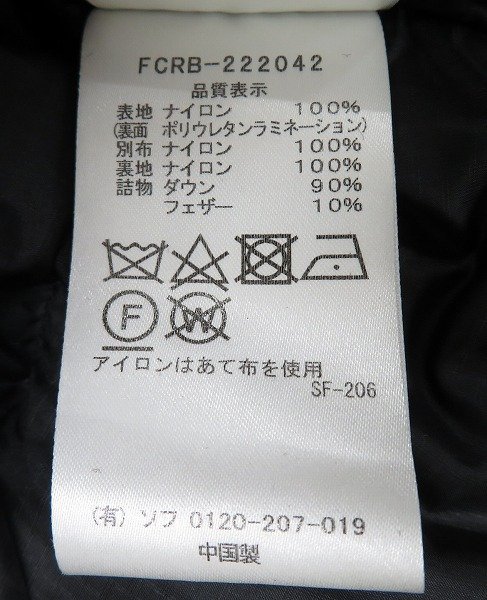 FCRB-222042
品質表示
表地 ナイロン 100%
(裏面 ポリウレタンラミネーション)
別布 ナイロン 100%
裏地 ナイロン 100%
詰物 ダウン 90%
フェザー 10%
F W
アイロンはあて布を使用
SF-206
(有) ソフ 0120-207-019
中国製